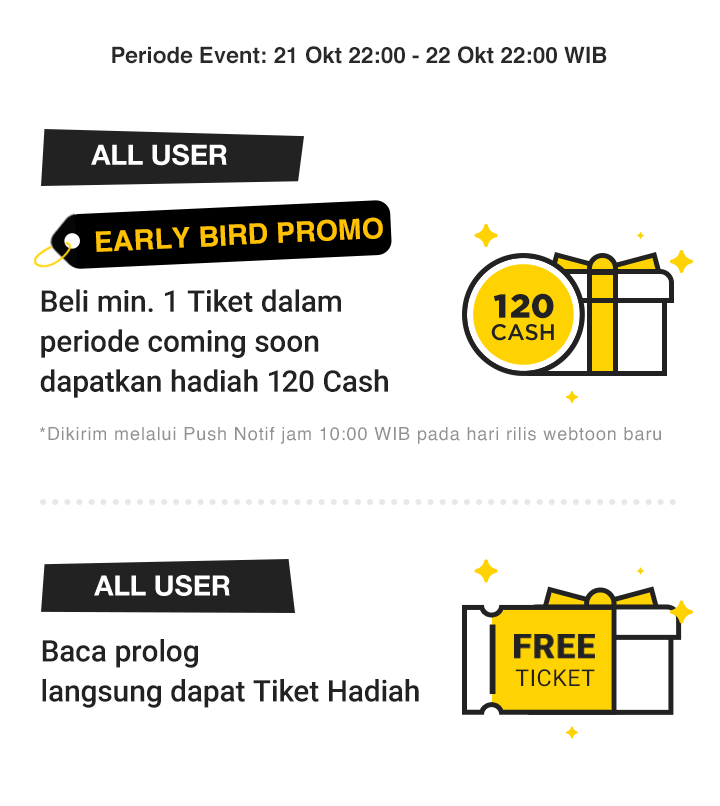 Periode Event: 21 Okt 22:00 - 22 Okt 22:00 WIB
ALL USER
EARLY BIRD PROMO
Beli min. 1 Tiket dalam
periode coming soon
dapatkan hadiah 120 Cash
120
CASH
*Dikirim melalui Push Notif jam 10:00 WIB pada hari rilis webtoon baru
ALL USER
Baca prolog
langsung dapat Tiket Hadiah
FREE
TICKET